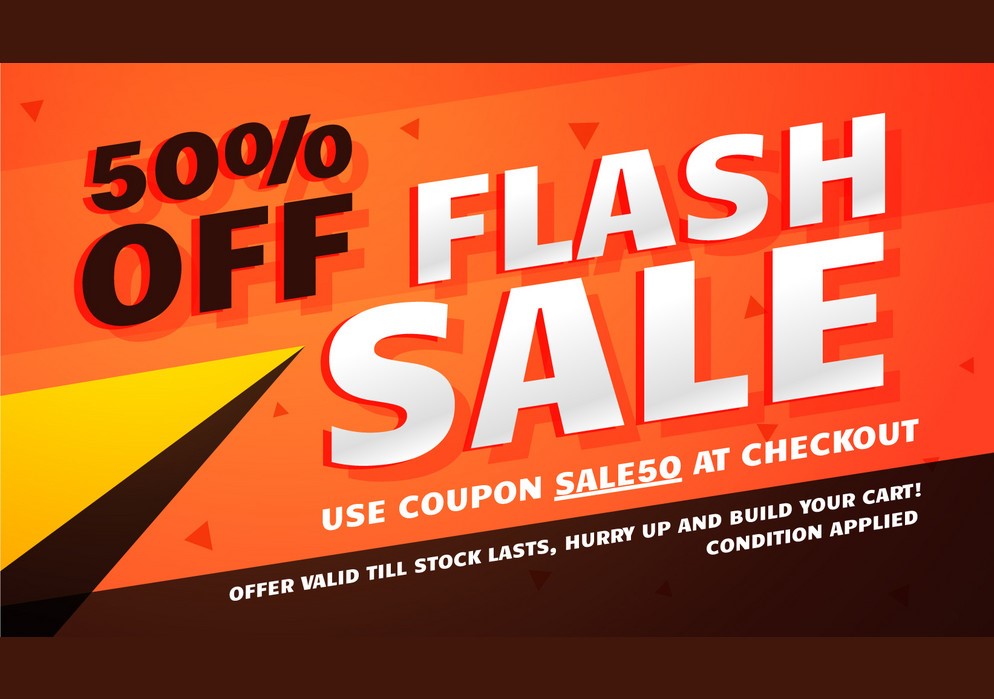 50%
OFF
FLASH
SALE
USE COUPON SALE50 AT CHECKOUT
OFFER VALID TILL STOCK LASTS, HURRY UP AND BUILD YOUR CART!
CONDITION APPLIED